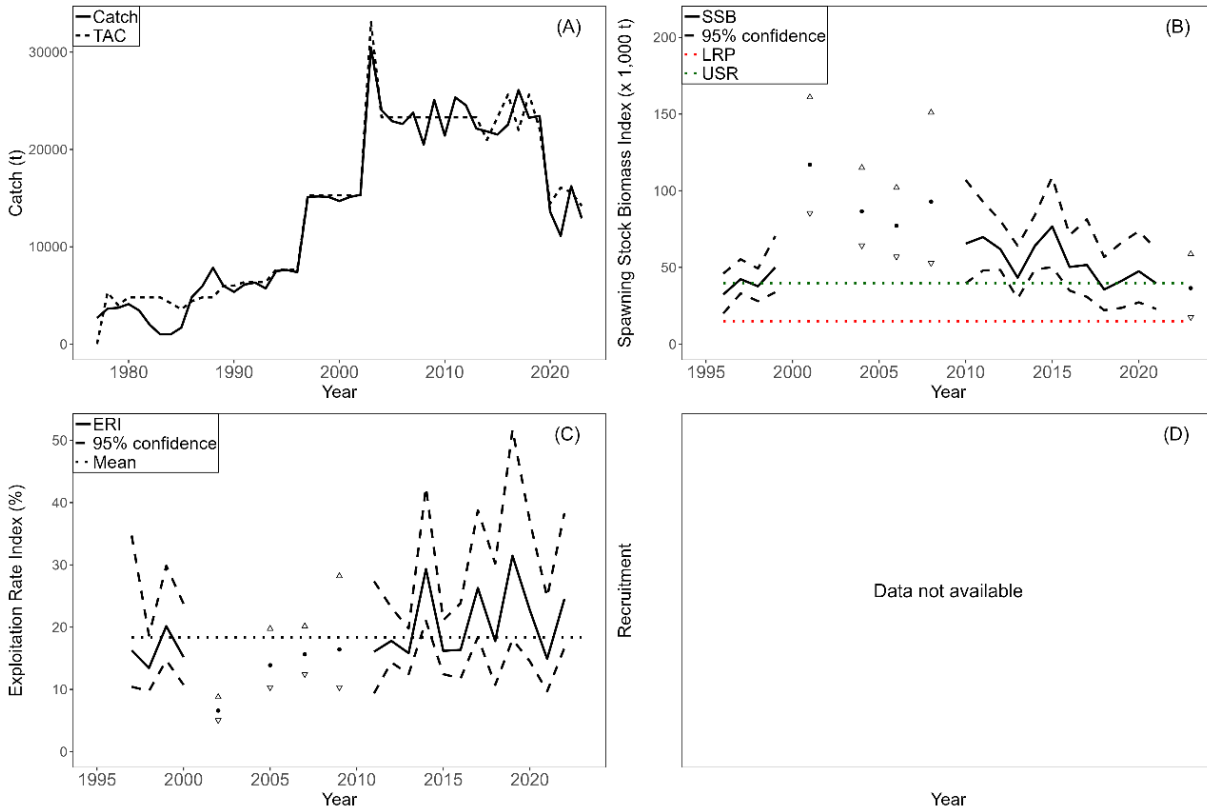 Catch
TAC
(A)
30000
20000
10000
0
Catch (t)
1980
1990
2000
2010
2020
Year
SSB
95% confidence
LRP
USR
(B)
200
150
100
50
0
Spawning Stock Biomass Index (x 1,000 t)
1995
2000
2005
2010
2015
2020
Year
ERI
95% confidence
Mean
(C)
50
40
30
20
10
0
Exploitation Rate Index (%)
1995
2000
2005
2010
2015
2020
Year
(D)
Recruitment
Data not available
Year